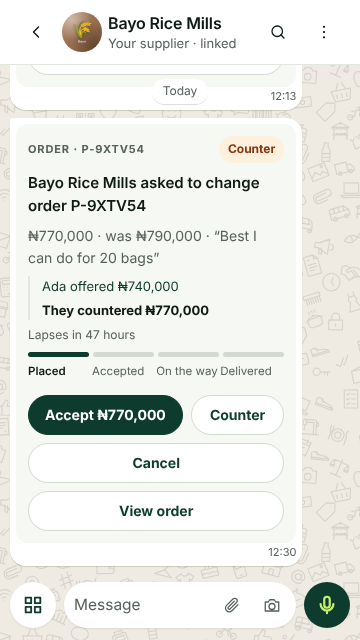 Bayo Rice Mills
Your supplier · linked
Today
12:13
ORDER · P-9XTV54
Counter
Bayo Rice Mills asked to change
order P-9XTV54
₦770,000 · was ₦790,000 · “Best I
can do for 20 bags”
Ada offered ₦740,000
They countered ₦770,000
Lapses in 47 hours
Placed Accepted On the way Delivered
Accept ₦770,000
Counter
Cancel
View order
12:30
Message